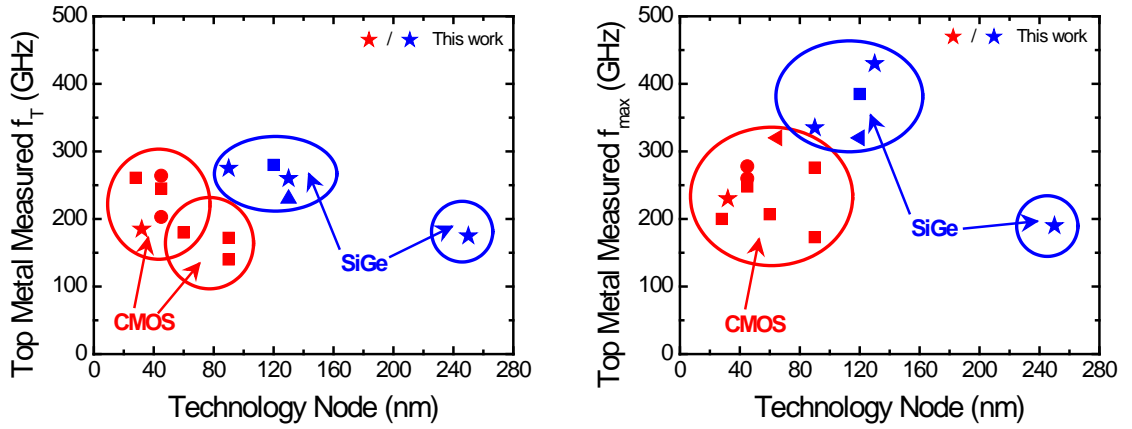 Top Metal Measured f_T (GHz)
500
400
300
200
100
0
★ / ★ This work
SiGe
CMOS
0 40 80 120 160 200 240 280
Technology Node (nm)
Top Metal Measured f_max (GHz)
500
400
300
200
100
0
★ / ★ This work
SiGe
CMOS
0 40 80 120 160 200 240 280
Technology Node (nm)